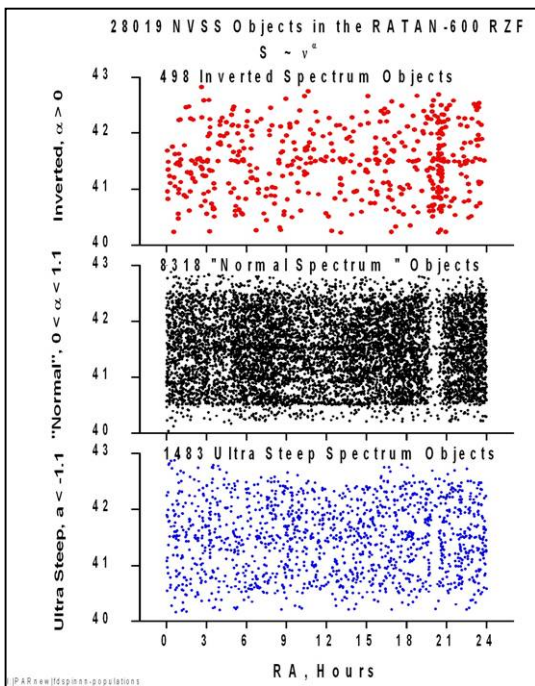 28019 NVSS Objects in the RATAN-600 RZF
S ~ ν^α
43
498 Inverted Spectrum Objects
42
41
40
Inverted, α > 0
43
8318 "Normal Spectrum " Objects
42
41
40
"Normal", 0 < α < 1.1
43
1483 Ultra Steep Spectrum Objects
42
41
40
Ultra Steep, a < -1.1
0 3 6 9 12 15 18 21 24
RA, Hours